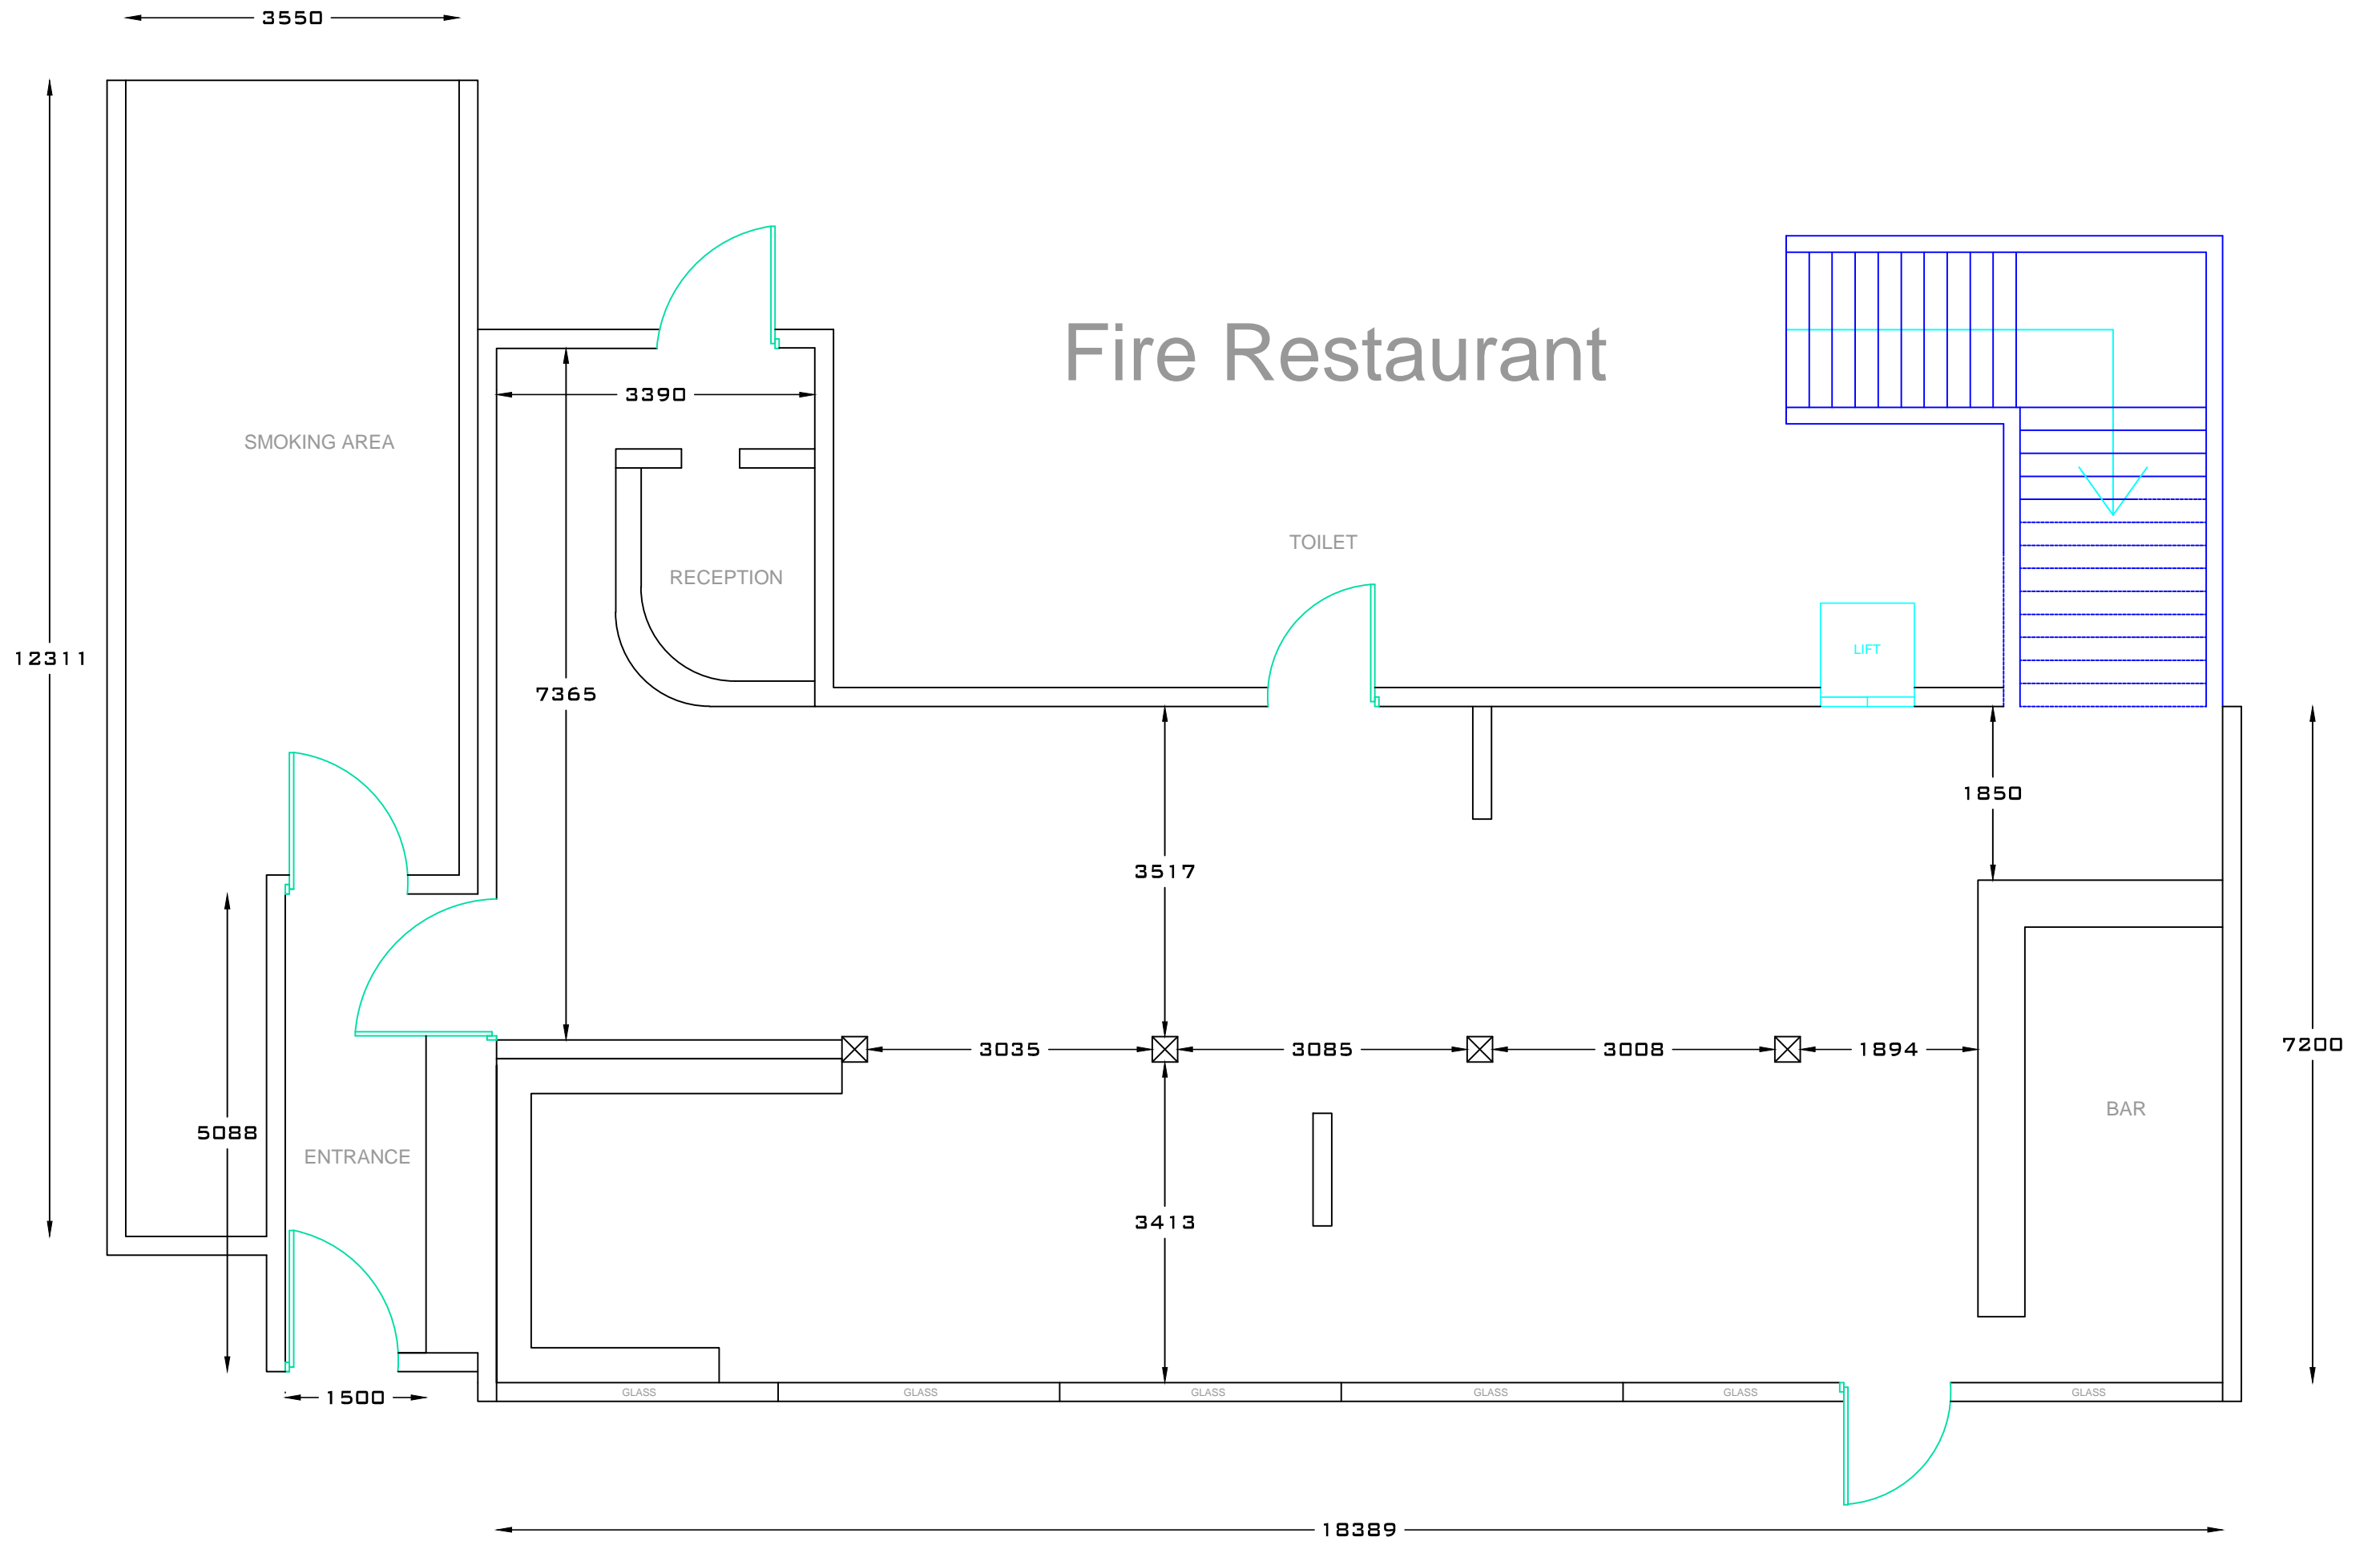 3550
Fire Restaurant
3390
SMOKING AREA
TOILET
RECEPTION
LIFT
12311
7365
1850
3517
7200
3035
3085
3008
1894
BAR
5088
ENTRANCE
3413
GLASS
GLASS
GLASS
GLASS
GLASS
GLASS
1500
18389